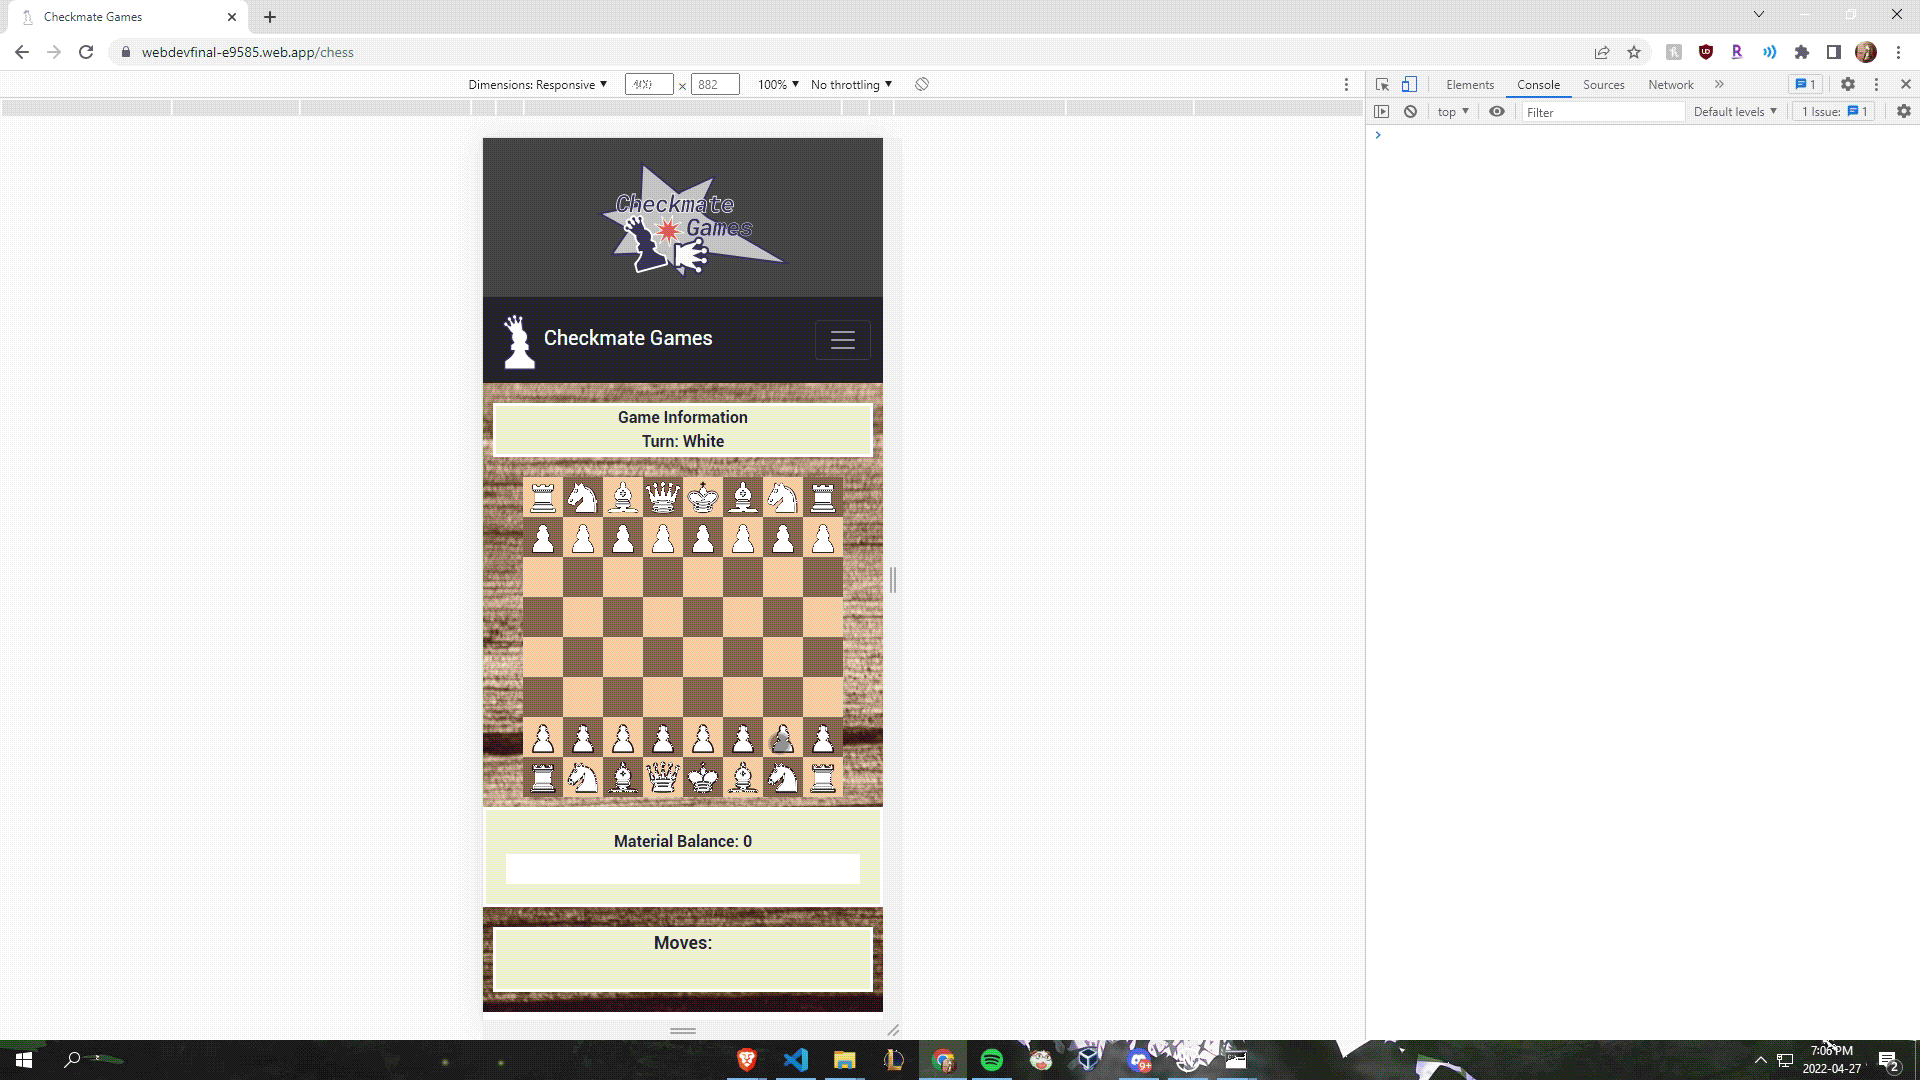 Checkmate Games
webdevfinal-e9585.web.app/chess
Dimensions: Responsive
882
100%
No throttling
Elements
Console
Sources
Network
1
top
Filter
Default levels
1 Issue:
1
Checkmate
Games
Checkmate Games
Game Information
Turn: White
Material Balance: 0
Moves:
7:06 PM
2022-04-27
9+
2